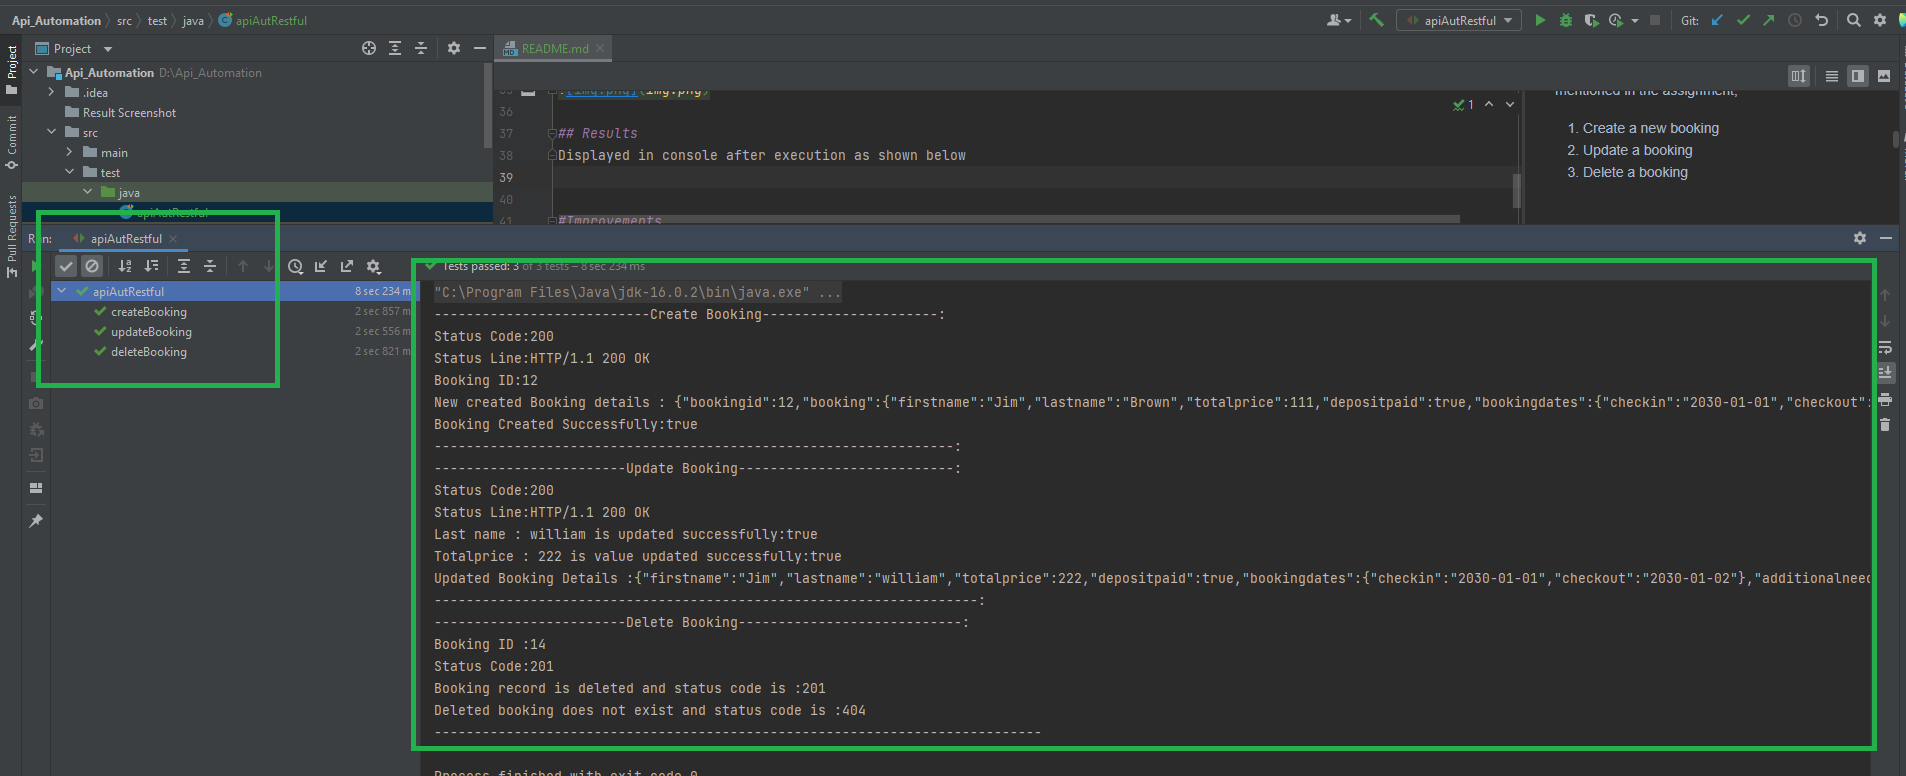 Api_Automation src test java apiAutRestful
apiAutRestful Git:
Project
Project
Commit
Pull Requests
Api_Automation D:\Api_Automation
.idea
Result Screenshot
src
main
test
java
apiAutRestful
README.md
1
35 ![img.png](img.png)
36
37 ## Results
38 Displayed in console after execution as shown below
39
40
41 #Improvements
mentioned in the assignment,
1. Create a new booking
2. Update a booking
3. Delete a booking
Run: apiAutRestful
Tests passed: 3 of 3 tests – 8 sec 234 ms
apiAutRestful 8 sec 234 m
createBooking 2 sec 857 m
updateBooking 2 sec 556 m
deleteBooking 2 sec 821 m
"C:\Program Files\Java\jdk-16.0.2\bin\java.exe" ...
---------------------------Create Booking----------------------:
Status Code:200
Status Line:HTTP/1.1 200 OK
Booking ID:12
New created Booking details : {"bookingid":12,"booking":{"firstname":"Jim","lastname":"Brown","totalprice":111,"depositpaid":true,"bookingdates":{"checkin":"2030-01-01","checkout":
Booking Created Successfully:true
-----------------------------------------------------------------:
------------------------Update Booking---------------------------:
Status Code:200
Status Line:HTTP/1.1 200 OK
Last name : william is updated successfully:true
Totalprice : 222 is value updated successfully:true
Updated Booking Details :{"firstname":"Jim","lastname":"william","totalprice":222,"depositpaid":true,"bookingdates":{"checkin":"2030-01-01","checkout":"2030-01-02"},"additionalneed
--------------------------------------------------------------------:
------------------------Delete Booking----------------------------:
Booking ID :14
Status Code:201
Booking record is deleted and status code is :201
Deleted booking does not exist and status code is :404
----------------------------------------------------------------------------
Process finished with exit code 0